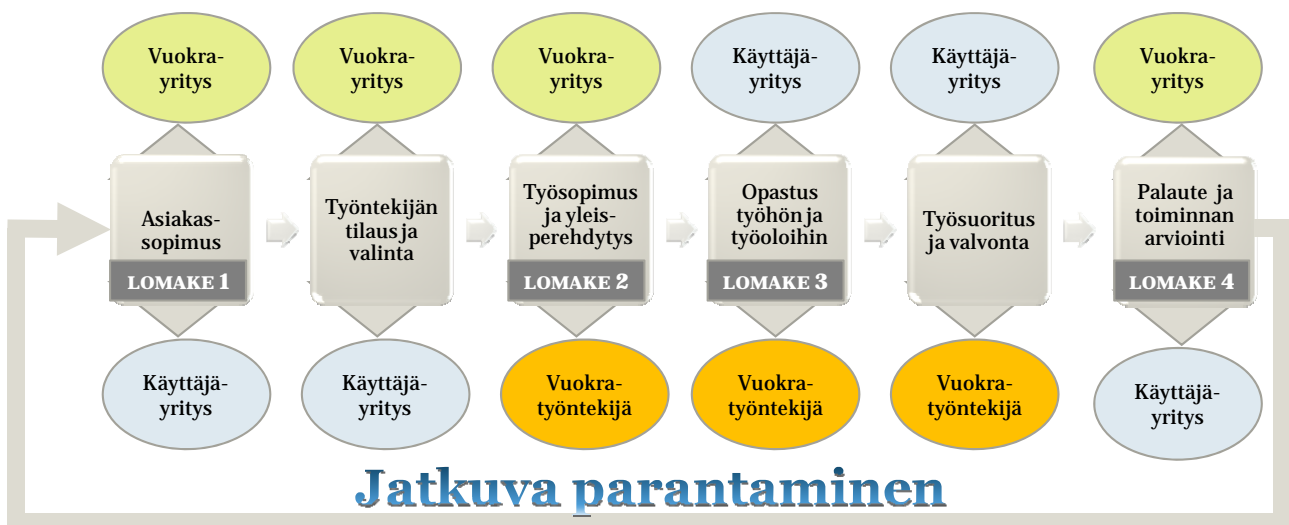 Vuokra-
yritys
Vuokra-
yritys
Vuokra-
yritys
Käyttäjä-
yritys
Käyttäjä-
yritys
Vuokra-
yritys
Asiakas-
sopimus
LOMAKE 1
Työntekijän
tilaus ja
valinta
Työsopimus
ja yleis-
perehdytys
LOMAKE 2
Opastus
työhön ja
työoloihin
LOMAKE 3
Työsuoritus
ja valvonta
Palaute ja
toiminnan
arviointi
LOMAKE 4
Käyttäjä-
yritys
Käyttäjä-
yritys
Vuokra-
työntekijä
Vuokra-
työntekijä
Vuokra-
työntekijä
Käyttäjä-
yritys
Jatkuva parantaminen